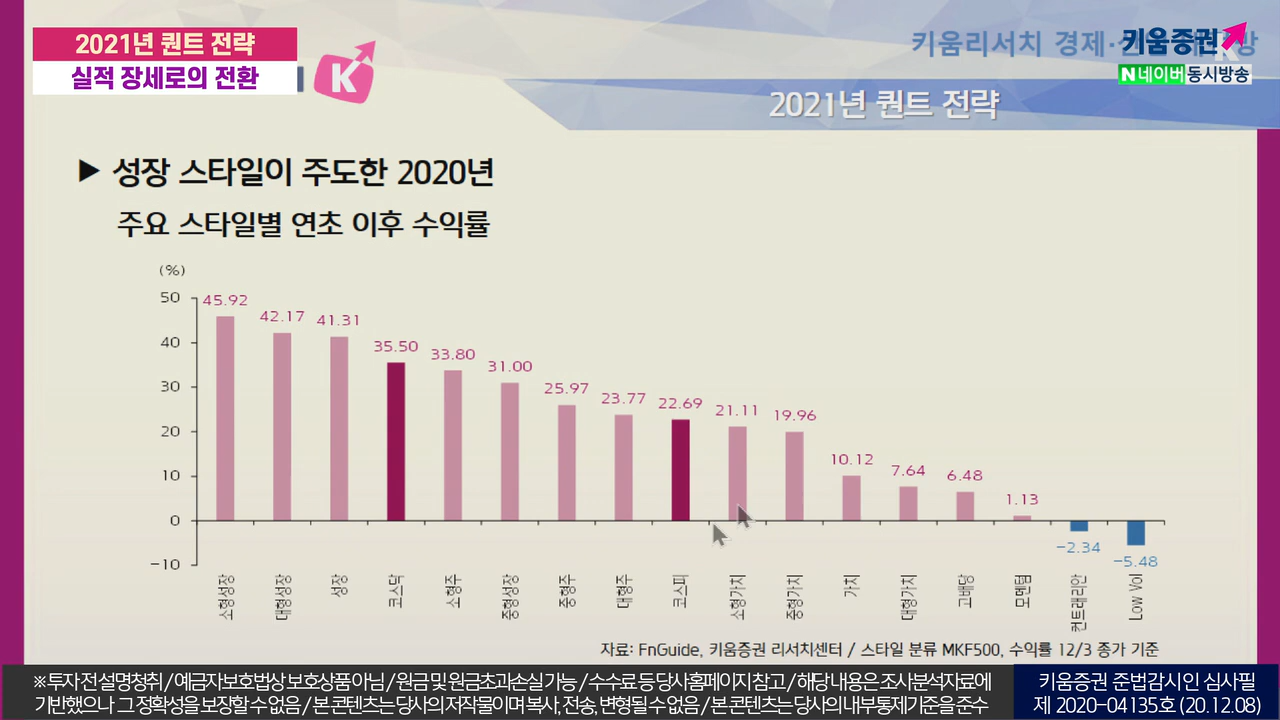 2021년 퀀트 전략
실적 장세로의 전환
K
키움리서치 경제·
키움증권
N 네이버 동시방송
2021년 퀀트 전략
▶ 성장 스타일이 주도한 2020년
주요 스타일별 연초 이후 수익률
(%)
50
40
30
20
10
0
-10
45.92
42.17
41.31
35.50
33.80
31.00
25.97
23.77
22.69
21.11
19.96
10.12
7.64
6.48
1.13
-2.34
-5.48
소형성장
대형성장
성장
코스닥
소형주
중형성장
중형주
대형주
코스피
소형가치
중형가치
가치
대형가치
고배당
모멘텀
컨트래리안
Low Vol
자료: FnGuide, 키움증권 리서치센터 / 스타일 분류 MKF500, 수익률 12/3 종가 기준
※ 투자 전 설명청취 / 예금자보호법상 보호상품 아님 / 원금 및 원금초과손실 가능 / 수수료 등 당사 홈페이지 참고 / 해당 내용은 조사분석자료에
기반했으나 그 정확성을 보장할 수 없음 / 본 콘텐츠는 당사의 저작물이며 복사, 전송, 변형될 수 없음 / 본 콘텐츠는 당사의 내부통제기준을 준수
키움증권 준법감시인 심사필
제 2020-04135호 (20.12.08)